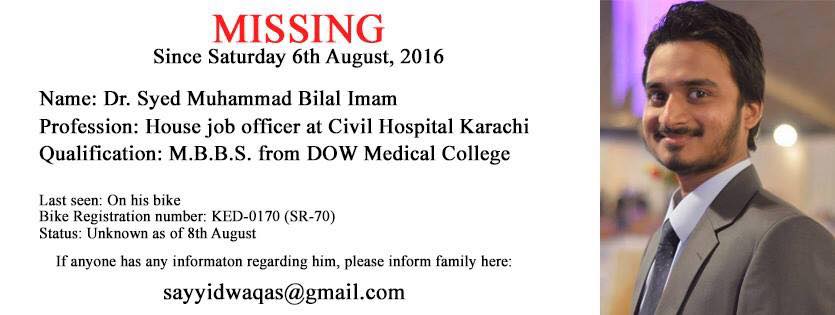 MISSING
Since Saturday 6th August, 2016
Name: Dr. Syed Muhammad Bilal Imam
Profession: House job officer at Civil Hospital Karachi
Qualification: M.B.B.S. from DOW Medical College
Last seen: On his bike
Bike Registration number: KED-0170 (SR-70)
Status: Unknown as of 8th August
If anyone has any informaton regarding him, please inform family here:
sayyidwaqas@gmail.com